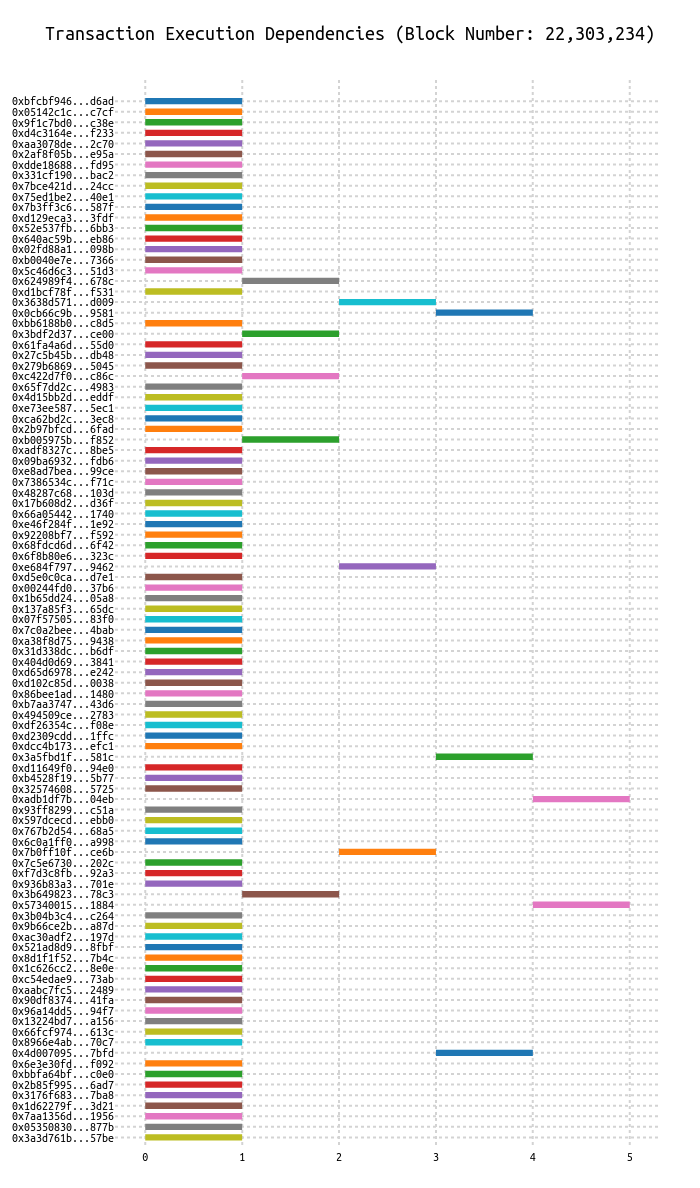 Transaction Execution Dependencies (Block Number: 22,303,234)
0xbfcbf946...d6ad
0x05142c1c...c7cf
0x9f1c7bd0...c38e
0xd4c3164e...f233
0xaa3078de...2c70
0x2af8f05b...e95a
0xdde18688...fd95
0x331cf190...bac2
0x7bce421d...24cc
0x75ed1be2...40e1
0x7b3ff3c6...587f
0xd129eca3...3fdf
0x52e537fb...6bb3
0x640ac59b...eb86
0x02fd88a1...098b
0xb0040e7e...7366
0x5c46d6c3...51d3
0x624989f4...678c
0xd1bcf78f...f531
0x3638d571...d009
0x0cb66c9b...9581
0xbb6188b0...c8d5
0x3bdf2d37...ce00
0x61fa4a6d...55d0
0x27c5b45b...db48
0x279b6869...5045
0xc422d7f0...c86c
0x65f7dd2c...4983
0x4d15bb2d...eddf
0xe73ee587...5ec1
0xca62bd2c...3ec8
0x2b97bfcd...6fad
0xb005975b...f852
0xadf8327c...8be5
0x09ba6932...fdb6
0xe8ad7bea...99ce
0x7386534c...f71c
0x48287c68...103d
0x17b608d2...d36f
0x66a05442...1740
0xe46f284f...1e92
0x92208bf7...f592
0x68fdcd6d...6f42
0x6f8b80e6...323c
0xe684f797...9462
0xd5e0c0ca...d7e1
0x00244fd0...37b6
0x1b65dd24...05a8
0x137a85f3...65dc
0x07f57505...83f0
0x7c0a2bee...4bab
0xa38f8d75...9438
0x31d338dc...b6df
0x404d0d69...3841
0xd65d6978...e242
0xd102c85d...0038
0x86bee1ad...1480
0xb7aa3747...43d6
0x494509ce...2783
0xdf26354c...f08e
0xd2309cdd...1ffc
0xdcc4b173...efc1
0x3a5fbd1f...581c
0xd11649f0...94e0
0xb4528f19...5b77
0x32574608...5725
0xadb1df7b...04eb
0x93ff8299...c51a
0x597dcecd...ebb0
0x767b2d54...68a5
0x6c0a1ff0...a998
0x7b0ff10f...ce6b
0x7c5e6730...202c
0xf7d3c8fb...92a3
0x936b83a3...701e
0x3b649823...78c3
0x57340015...1884
0x3b04b3c4...c264
0x9b66ce2b...a87d
0xac30adf2...197d
0x521ad8d9...8fbf
0x8d1f1f52...7b4c
0x1c626cc2...8e0e
0xc54edae9...73ab
0xaabc7fc5...2489
0x90df8374...41fa
0x96a14dd5...94f7
0x13224bd7...a156
0x66fcf974...613c
0x8966e4ab...70c7
0x4d007095...7bfd
0x6e3e30fd...f092
0xbbfa64bf...c0e0
0x2b85f995...6ad7
0x3176f683...7ba8
0x1d62279f...3d21
0x7aa1356d...1956
0x05350830...877b
0x3a3d761b...57be
0 1 2 3 4 5